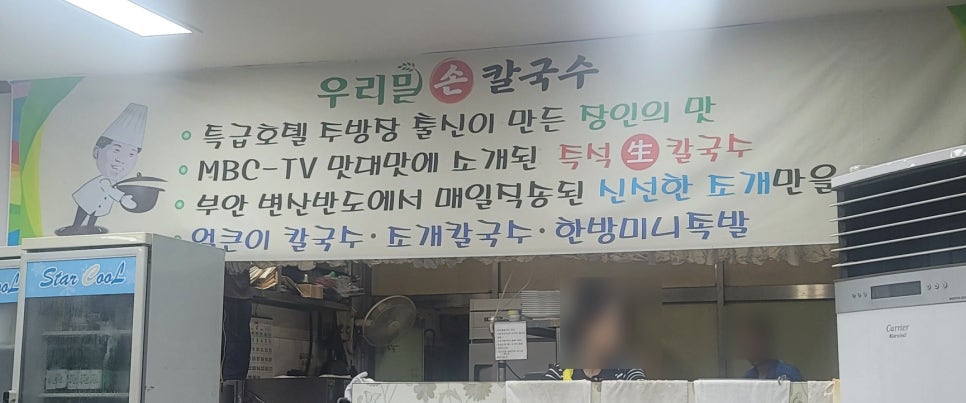 우리밀 손 칼국수
특급호텔 주방장 출신이 만든 장인의 맛
MBC-TV 맛대맛에 소개된 즉석 生 칼국수
부안 변산반도에서 매일직송된 신선한 조개만을
얼큰이 칼국수·조개칼국수·한방미니족발
Star CooL
Carrier